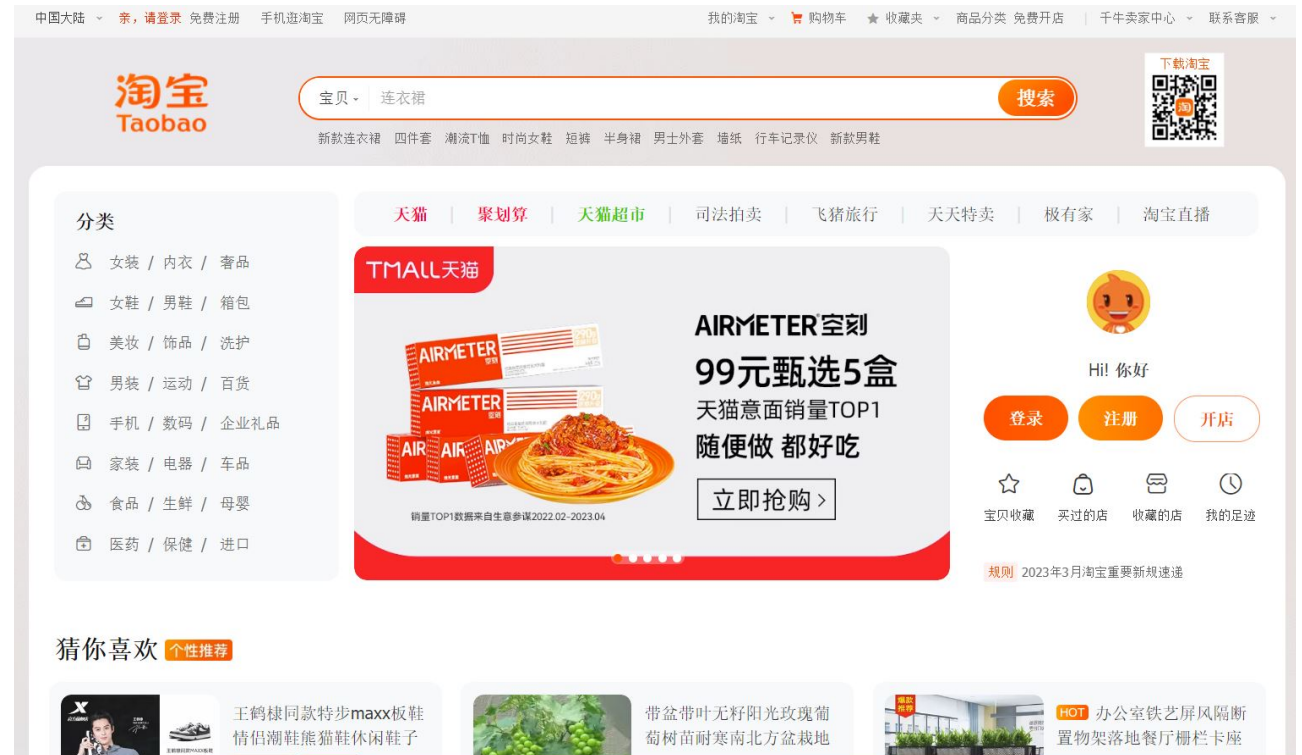 中国大陆 亲，请登录 免费注册 手机逛淘宝 网页无障碍 我的淘宝 购物车 收藏夹 商品分类 免费开店 千牛卖家中心 联系客服
下载淘宝
淘宝
Taobao
宝贝 连衣裙 搜索
新款连衣裙 四件套 潮流T恤 时尚女鞋 短裤 半身裙 男士外套 墙纸 行车记录仪 新款男鞋
分类
女装 / 内衣 / 奢品
女鞋 / 男鞋 / 箱包
美妆 / 饰品 / 洗护
男装 / 运动 / 百货
手机 / 数码 / 企业礼品
家装 / 电器 / 车品
食品 / 生鲜 / 母婴
医药 / 保健 / 进口
天猫 聚划算 天猫超市 司法拍卖 飞猪旅行 天天特卖 极有家 淘宝直播
TMALL天猫
AIRMETER
空刻
AIRMETER
空刻
AIR AIR AIR
AIRMETER空刻
99元甄选5盒
天猫意面销量TOP1
随便做 都好吃
立即抢购>
销量TOP1数据来自生意参谋2022.02-2023.04
Hi! 你好
登录 注册 开店
宝贝收藏 买过的店 收藏的店 我的足迹
规则 2023年3月淘宝重要新规速递
猜你喜欢 个性推荐
王鹤棣同款特步maxx板鞋
情侣潮鞋熊猫鞋休闲鞋子
带盆带叶无籽阳光玫瑰葡
萄树苗耐寒南北方盆栽地
爆款
推荐
HOT 办公室铁艺屏风隔断
置物架落地餐厅栅栏卡座